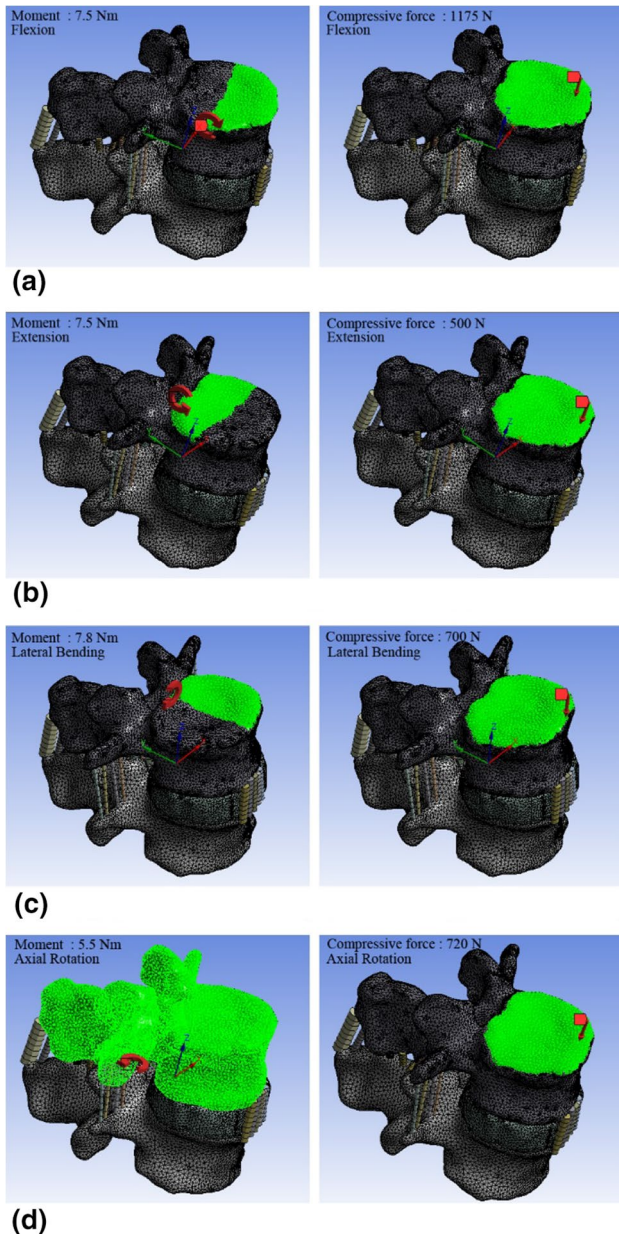 Moment : 7.5 Nm
Flexion
Compressive force : 1175 N
Flexion
(a)
Moment : 7.5 Nm
Extension
Compressive force : 500 N
Extension
(b)
Moment : 7.8 Nm
Lateral Bending
Compressive force : 700 N
Lateral Bending
(c)
Moment : 5.5 Nm
Axial Rotation
Compressive force : 720 N
Axial Rotation
(d)